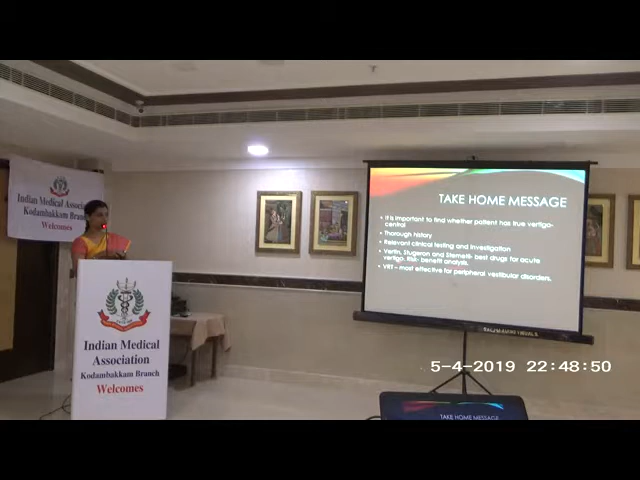 Indian Medical Associa
Kodambakkam Branch
Welcomes
TAKE HOME MESSAGE
• It is important to find whether patient has true vertigo-
central
• Thorough history
• Relevant clinical testing and investigation
• Vertin, Stugeron and Stemetil- best drugs for acute
vertigo. Risk- benefit analysis.
• VRT – most effective for peripheral vestibular disorders.
Indian Medical
Association
Kodambakkam Branch
Welcomes
5-4-2019 22:48:50
TAKE HOME MESSAGE